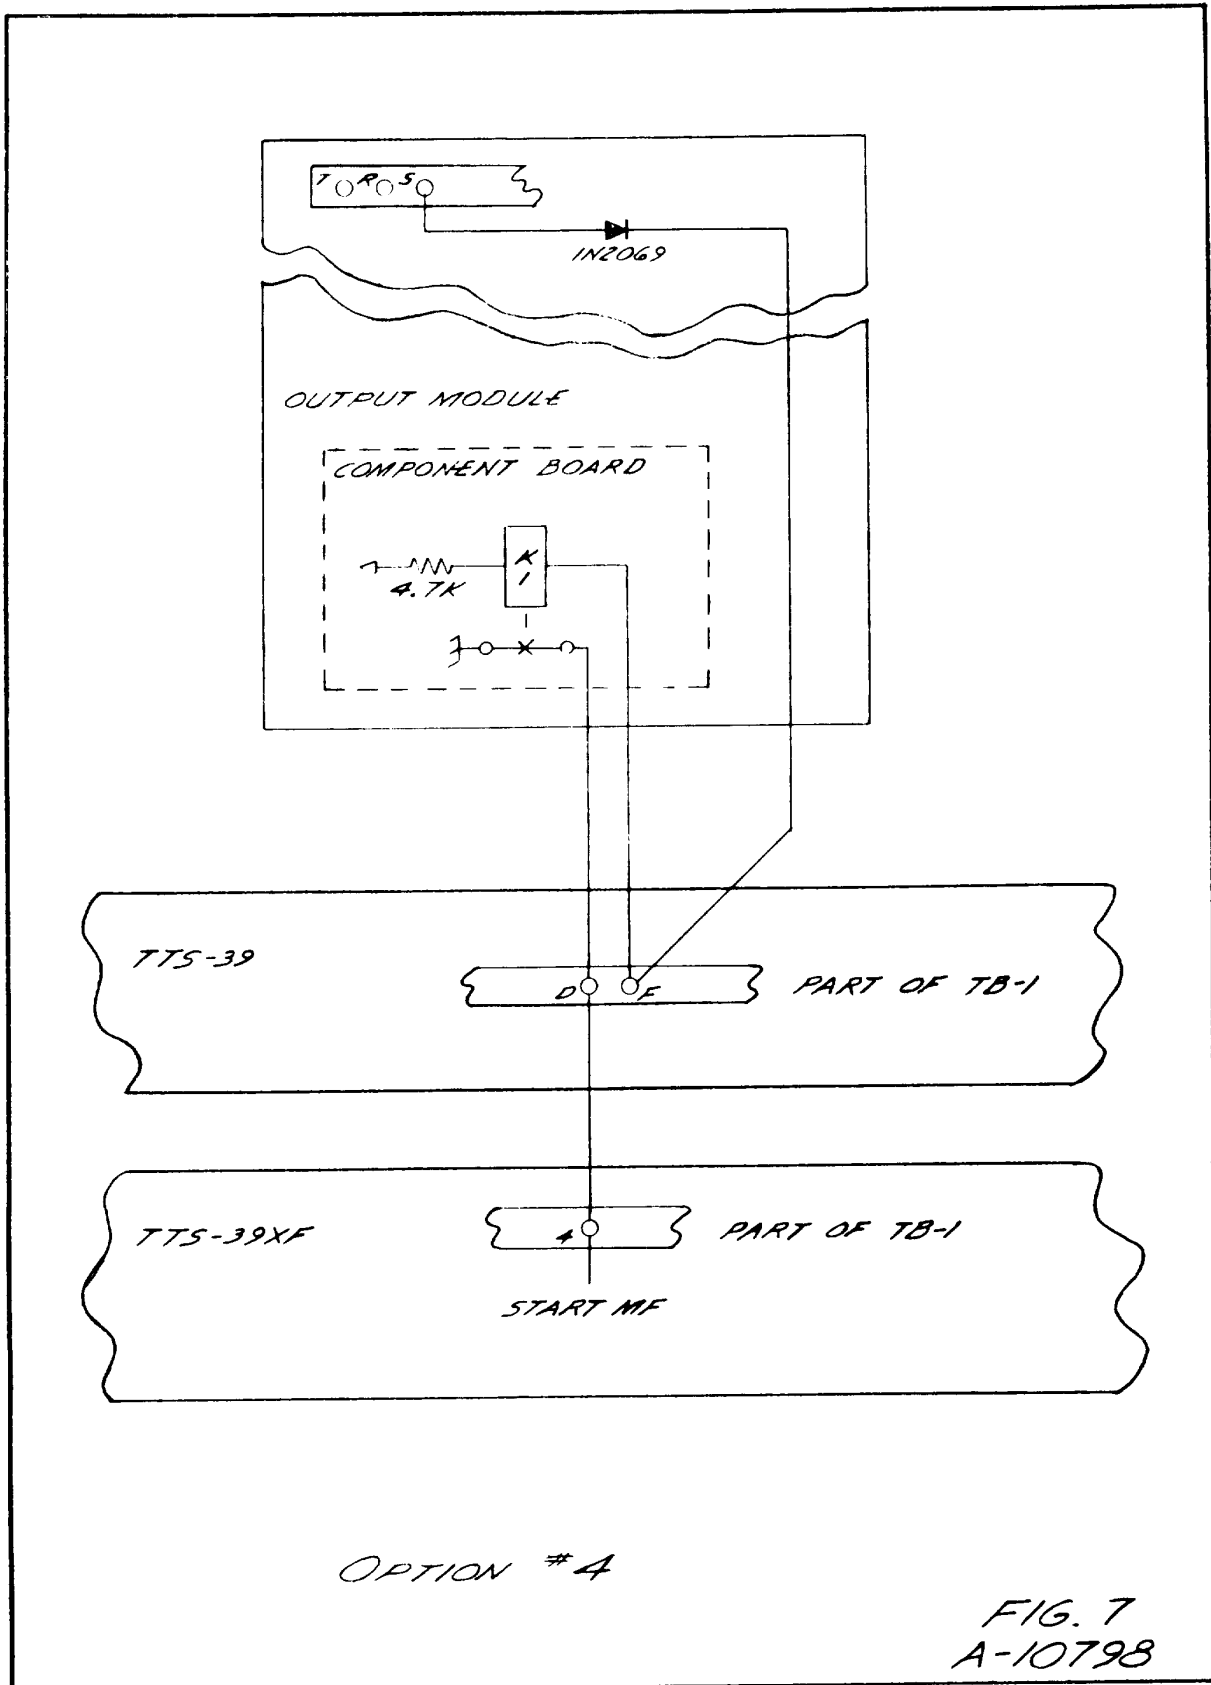 T R S
1N2069
OUTPUT MODULE
COMPONENT BOARD
K
1
4.7K
TTS-39
D E PART OF TB-1
TTS-39XF
4 PART OF TB-1
START MF
OPTION #4
FIG. 7
A-10798